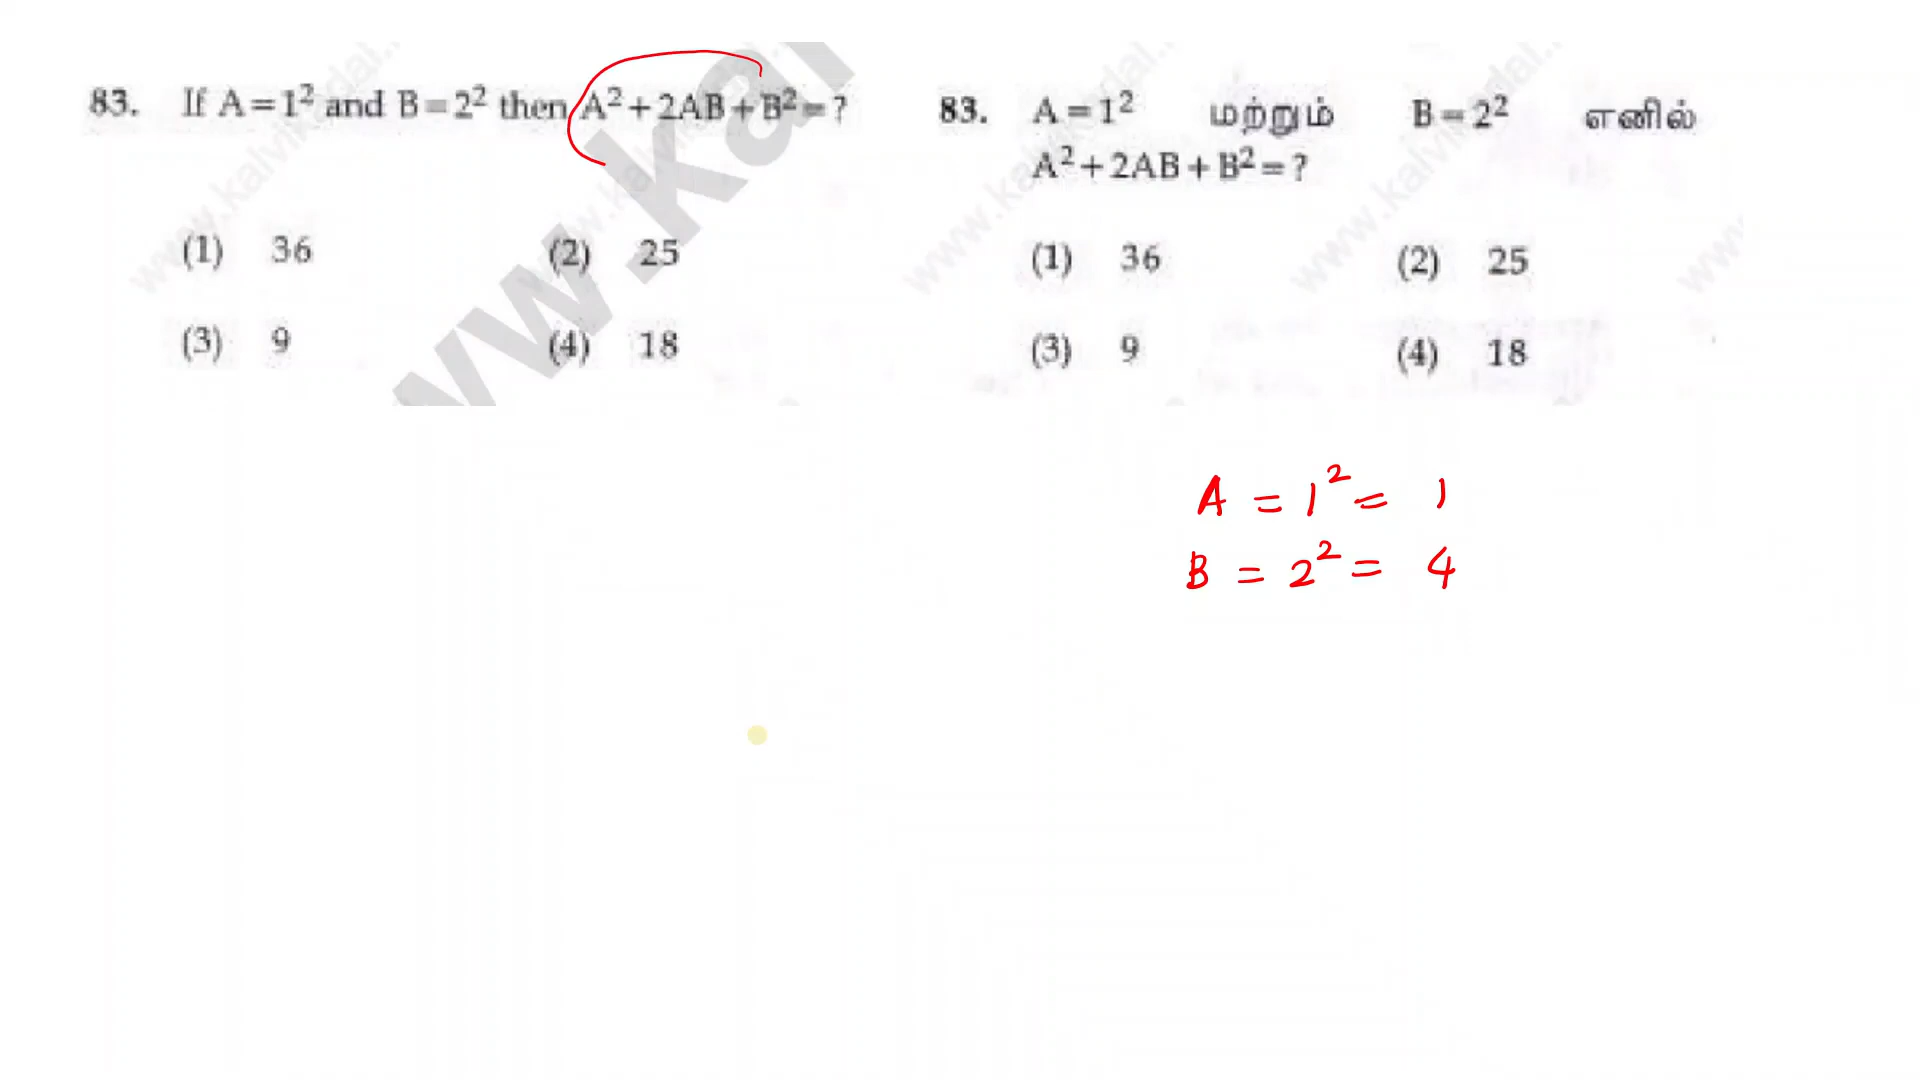 83. If A = 1² and B = 2² then A² + 2AB + B² = ?
(1) 36 (2) 25
(3) 9 (4) 18
83. A = 1² மற்றும் B = 2² எனில்
A² + 2AB + B² = ?
(1) 36 (2) 25
(3) 9 (4) 18
A = 1² = 1
B = 2² = 4